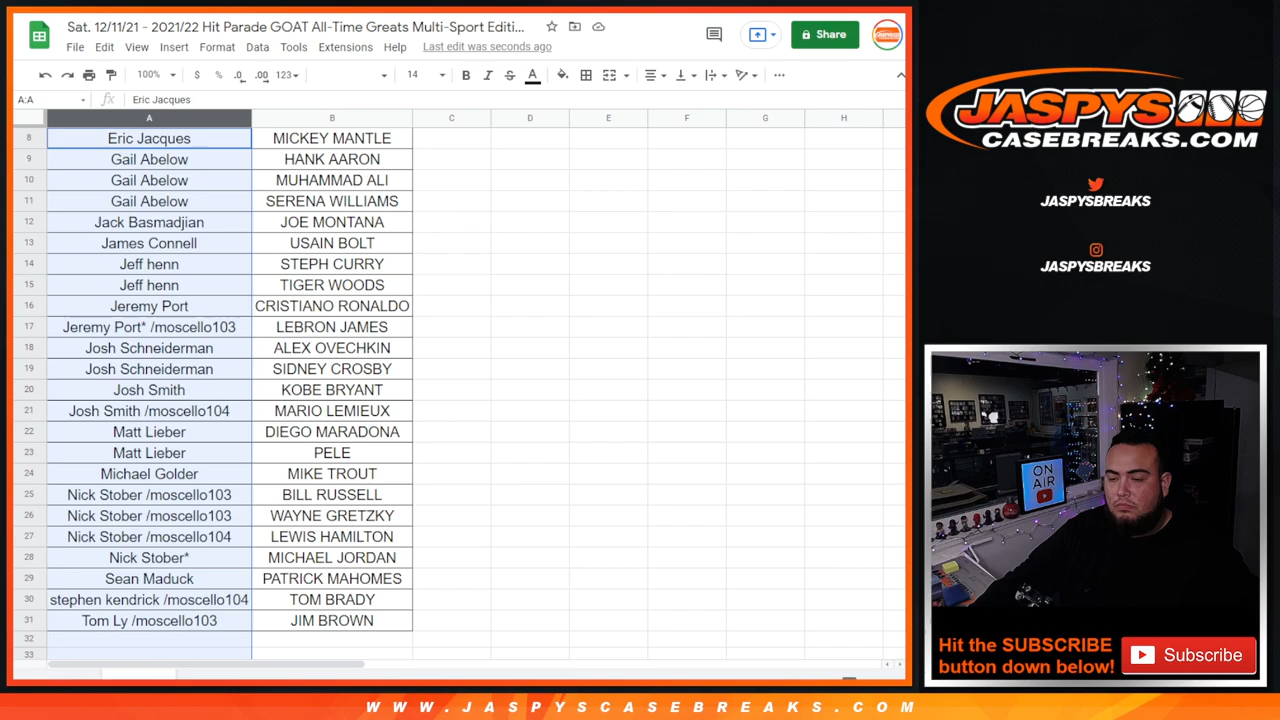 Sat. 12/11/21 - 2021/22 Hit Parade GOAT All-Time Greats Multi-Sport Editi...
File Edit View Insert Format Data Tools Extensions Help Last edit was seconds ago
Share
100% $ % .0 .00 123 14 B I S A
A:A fx Eric Jacques
A B C D E F G H
8 Eric Jacques MICKEY MANTLE
9 Gail Abelow HANK AARON
10 Gail Abelow MUHAMMAD ALI
11 Gail Abelow SERENA WILLIAMS
12 Jack Basmadjian JOE MONTANA
13 James Connell USAIN BOLT
14 Jeff henn STEPH CURRY
15 Jeff henn TIGER WOODS
16 Jeremy Port CRISTIANO RONALDO
17 Jeremy Port* /moscello103 LEBRON JAMES
18 Josh Schneiderman ALEX OVECHKIN
19 Josh Schneiderman SIDNEY CROSBY
20 Josh Smith KOBE BRYANT
21 Josh Smith /moscello104 MARIO LEMIEUX
22 Matt Lieber DIEGO MARADONA
23 Matt Lieber PELE
24 Michael Golder MIKE TROUT
25 Nick Stober /moscello103 BILL RUSSELL
26 Nick Stober /moscello103 WAYNE GRETZKY
27 Nick Stober /moscello104 LEWIS HAMILTON
28 Nick Stober* MICHAEL JORDAN
29 Sean Maduck PATRICK MAHOMES
30 stephen kendrick /moscello104 TOM BRADY
31 Tom Ly /moscello103 JIM BROWN
32
33
JASPYS
CASEBREAKS.COM
JASPYSBREAKS
JASPYSBREAKS
ON
AIR
Hit the SUBSCRIBE
button down below!
Subscribe
WWW.JASPYSCASEBREAKS.COM